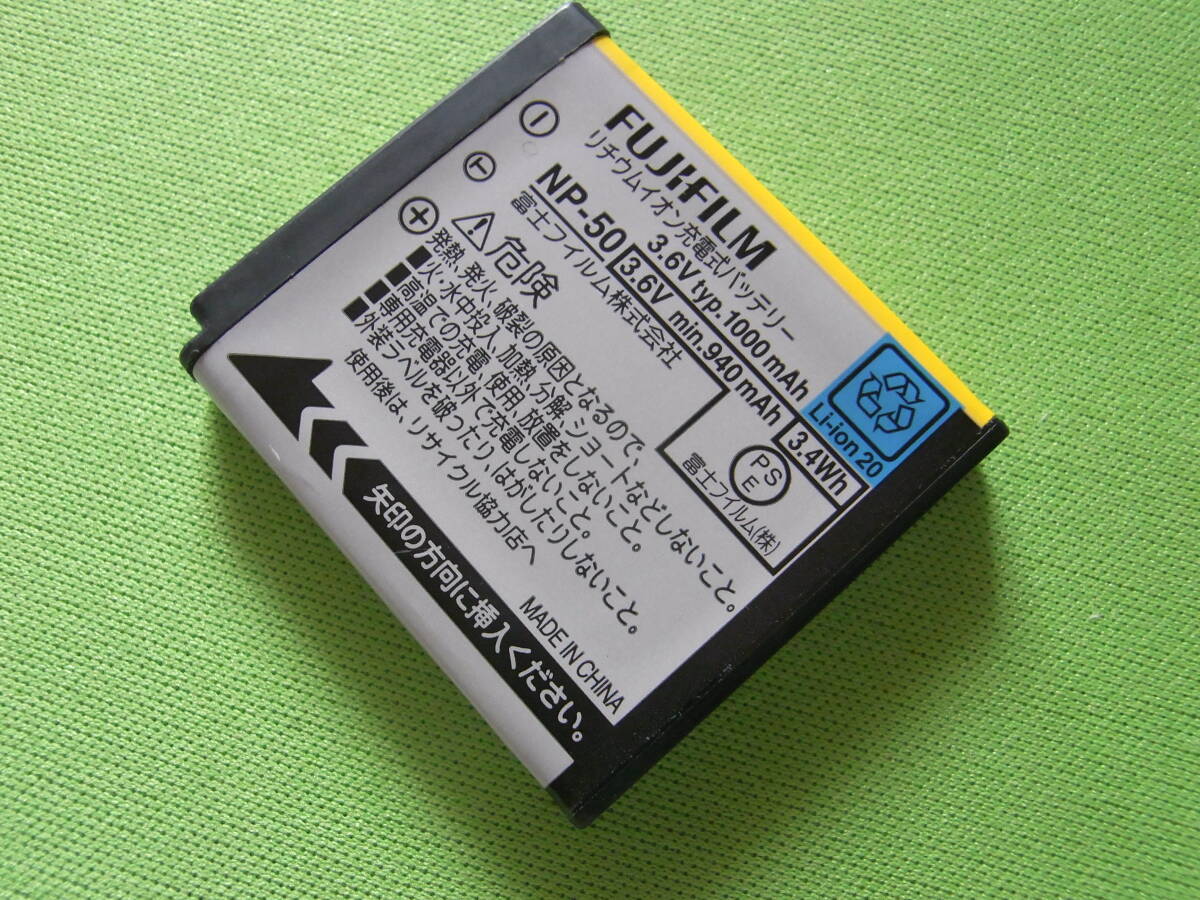 FUJIFILM
リチウムイオン充電式バッテリー
3.6V typ.1000mAh
NP-50 3.6V min.940mAh 3.4Wh
富士フイルム株式会社
PS
E
富士フイルム(株)
Li-ion 20
− T +
危険
発熱、発火、破裂の原因となるので、
■火・水中投入、加熱、分解、ショートなどしないこと。
■高温での充電、使用、放置をしないこと。
■専用充電器以外で充電しないこと。
■外装ラベルを破ったり、はがしたりしないこと。
使用後は、リサイクル協力店へ
MADE IN CHINA
矢印の方向に挿入ください。